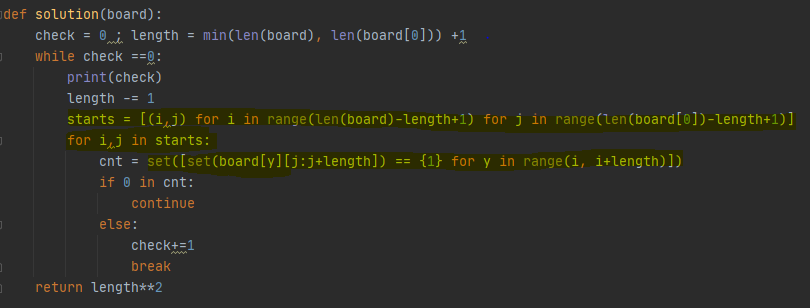 def solution(board):
    check = 0 ; length = min(len(board), len(board[0])) +1
    while check ==0:
        print(check)
        length -= 1
        starts = [(i,j) for i in range(len(board)-length+1) for j in range(len(board[0])-length+1)]
        for i,j in starts:
            cnt = set([set(board[y][j:j+length]) == {1} for y in range(i, i+length)])
            if 0 in cnt:
                continue
            else:
                check+=1
                break
    return length**2